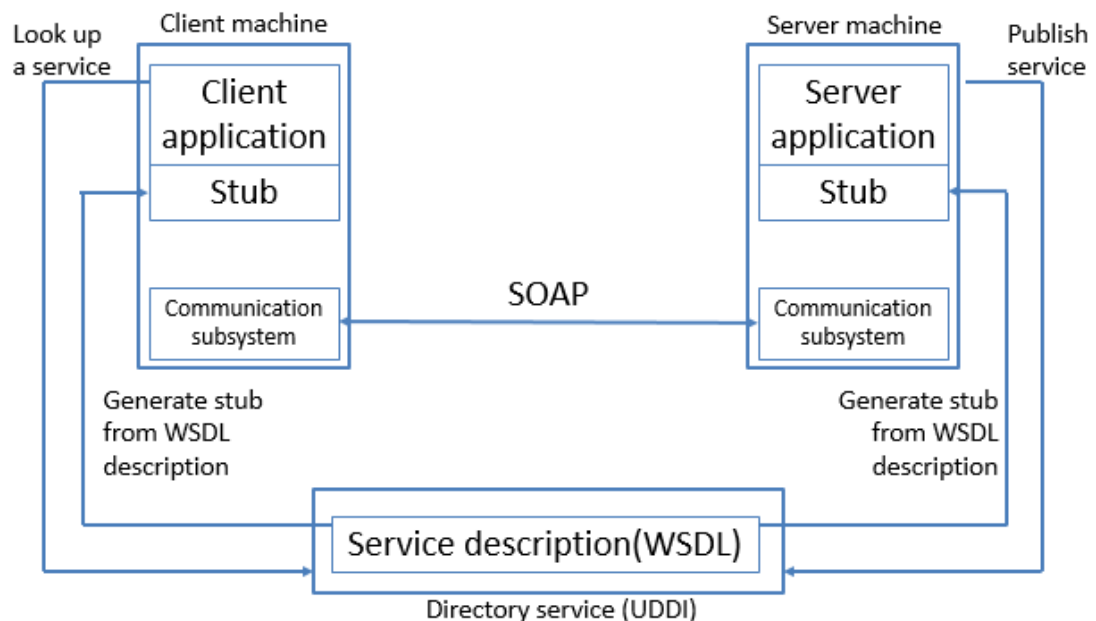 Look up
a service
Client machine
Client
application
Stub
Communication
subsystem
Generate stub
from WSDL
description
SOAP
Server machine
Server
application
Stub
Communication
subsystem
Publish
service
Generate stub
from WSDL
description
Service description(WSDL)
Directory service (UDDI)